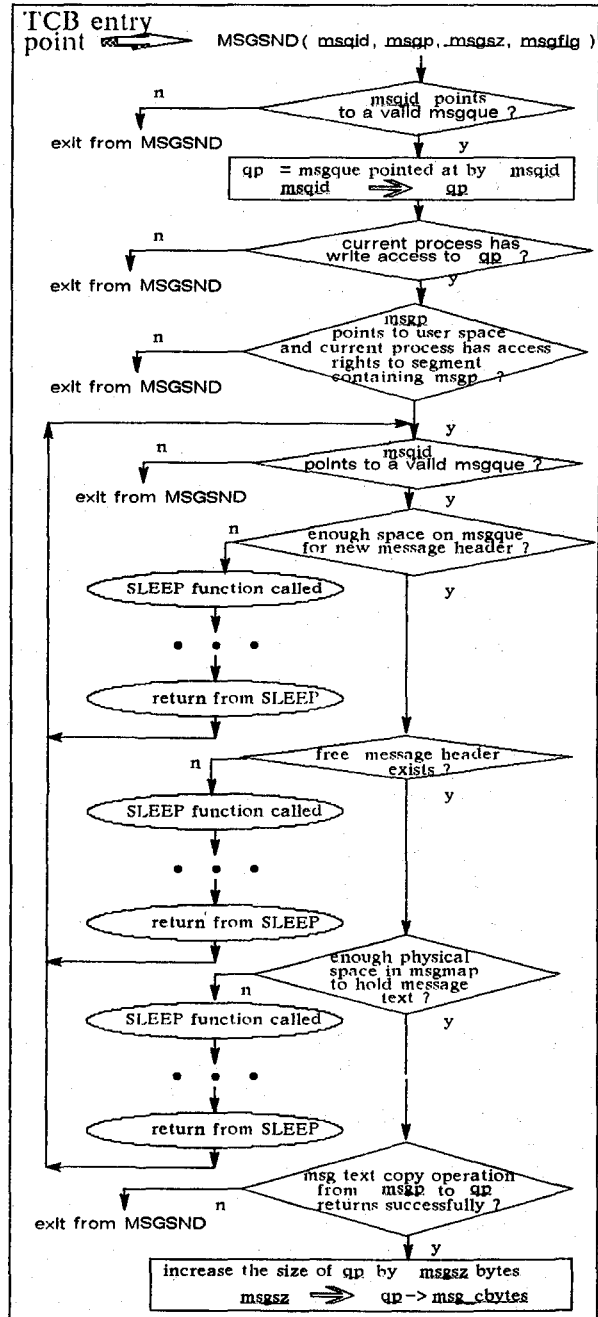 TCB entry
point MSGSND( msqid, msgp, msgsz, msgflg )
msqid points
to a valid msgque ?
n
exit from MSGSND
y
qp = msgque pointed at by msqid
msqid qp
current process has
write access to qp ?
n
exit from MSGSND
y
msgp
points to user space
and current process has access
rights to segment
containing msgp ?
n
exit from MSGSND
y
msqid
points to a valid msgque ?
n
exit from MSGSND
y
enough space on msgque
for new message header ?
n
SLEEP function called
y
• • •
return from SLEEP
free message header
exists ?
n
SLEEP function called
y
• • •
return from SLEEP
enough physical
space in msgmap
to hold message
text ?
n
SLEEP function called
y
• • •
return from SLEEP
msg text copy operation
from msgp to qp
returns successfully ?
n
exit from MSGSND
y
increase the size of qp by msgsz bytes
msgsz qp->msg_cbytes